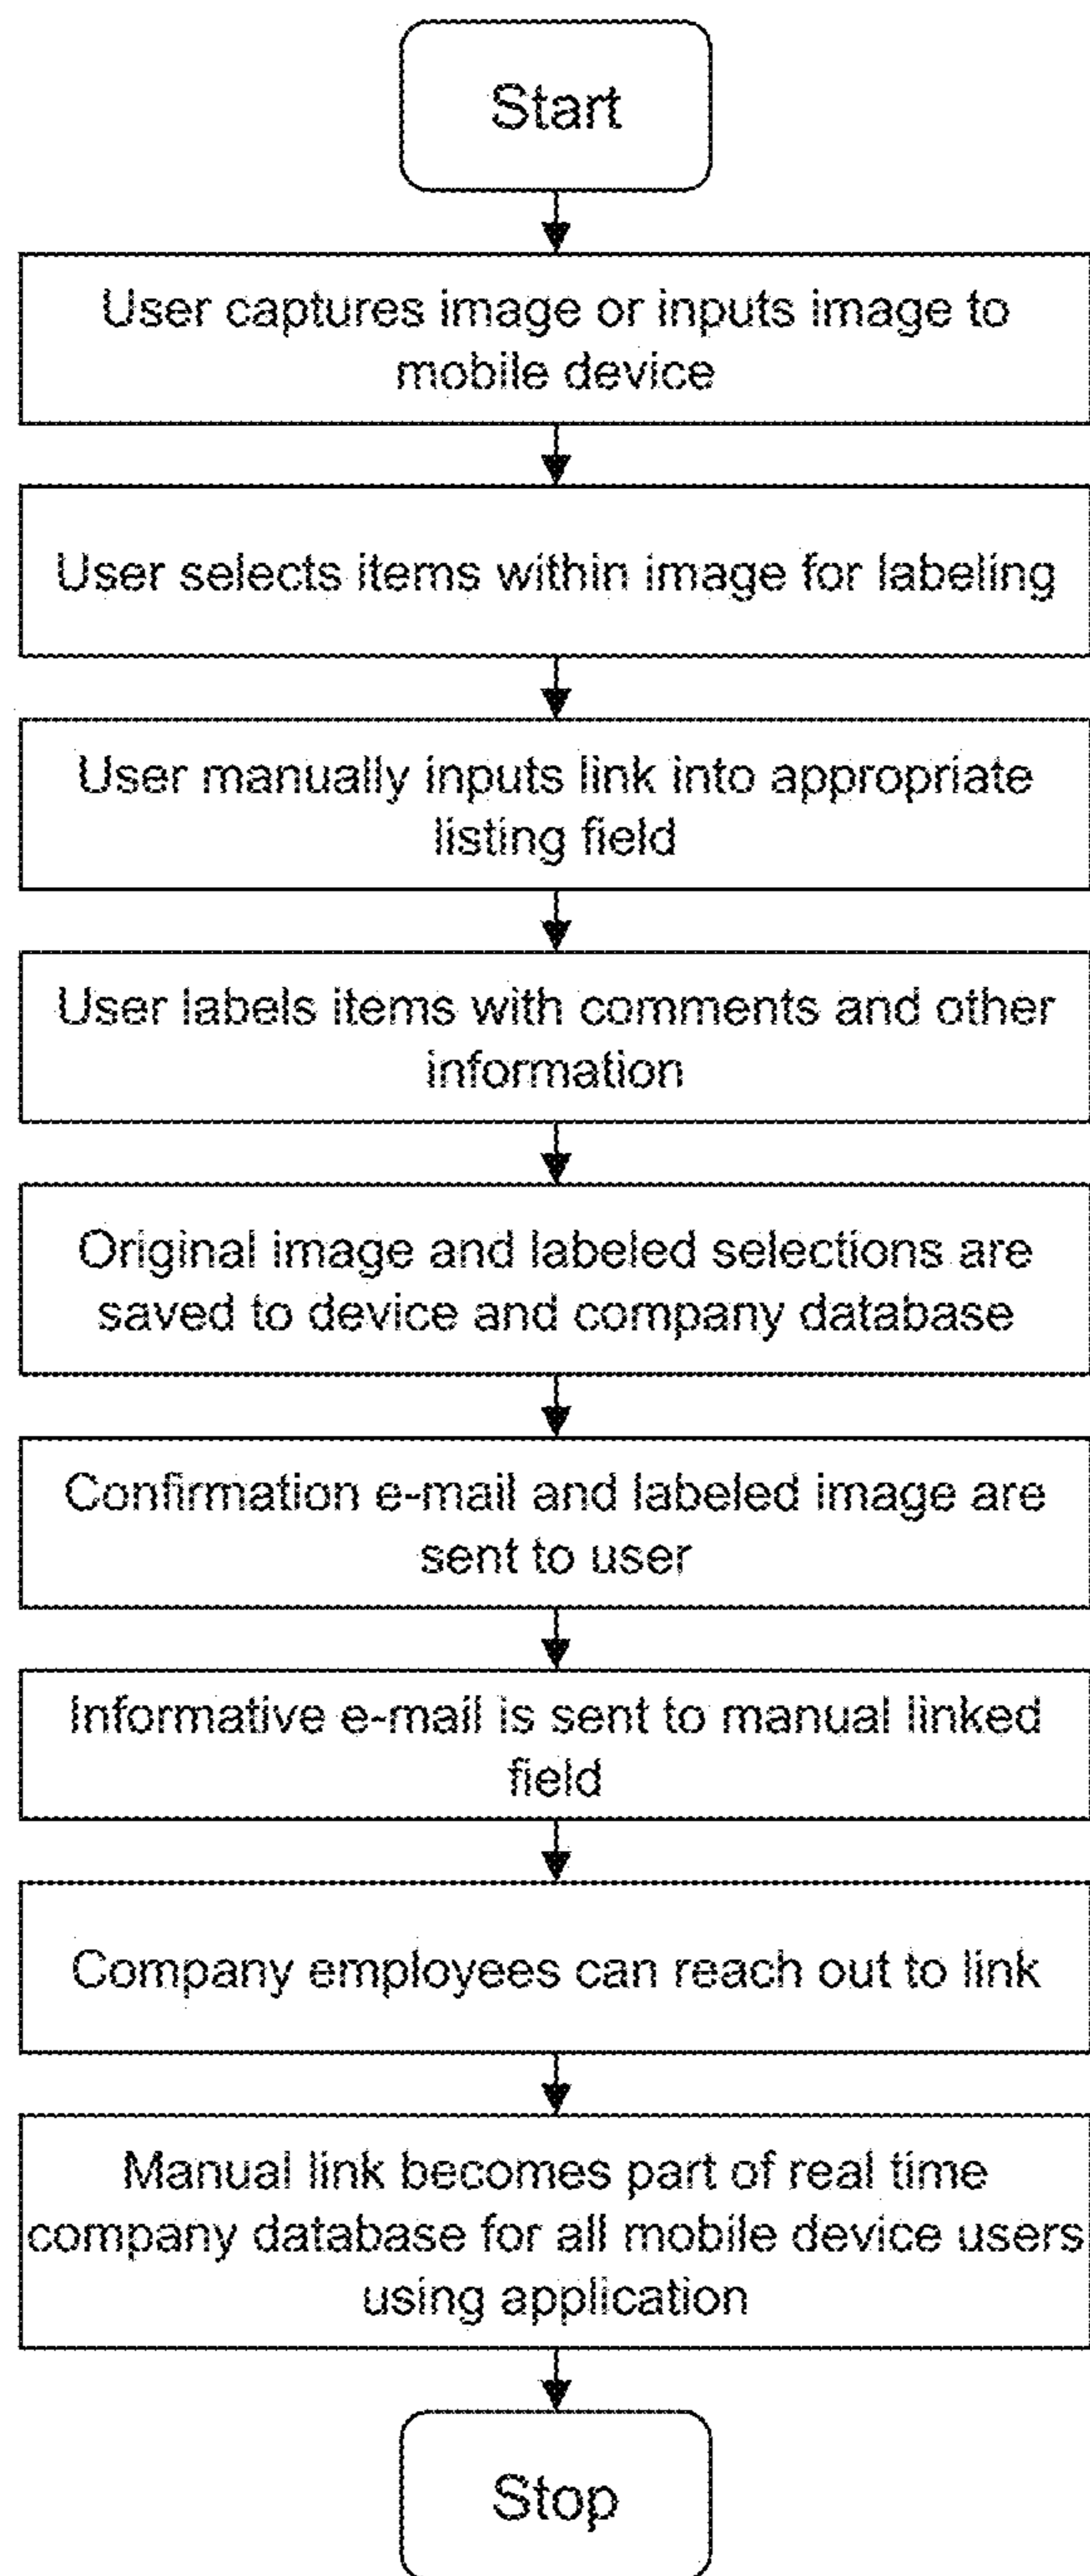 Start
User captures image or inputs image to
mobile device
User selects items within image for labeling
User manually inputs link into appropriate
listing field
User labels items with comments and other
information
Original image and labeled selections are
saved to device and company database
Confirmation e-mail and labeled image are
sent to user
Informative e-mail is sent to manual linked
field
Company employees can reach out to link
Manual link becomes part of real time
company database for all mobile device users
using application
Stop